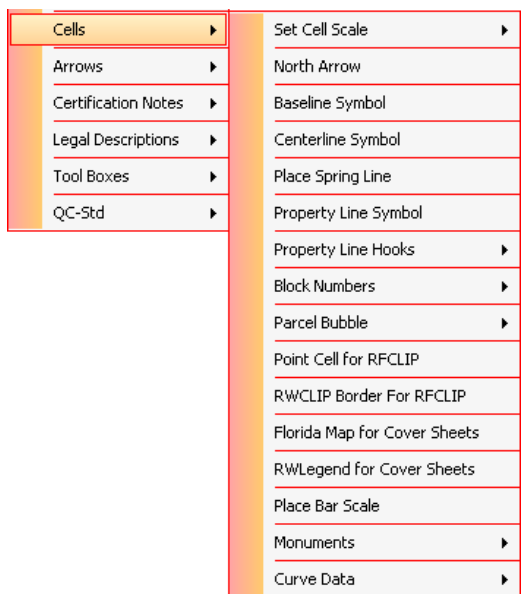 Cells
Arrows
Certification Notes
Legal Descriptions
Tool Boxes
QC-Std
Set Cell Scale
North Arrow
Baseline Symbol
Centerline Symbol
Place Spring Line
Property Line Symbol
Property Line Hooks
Block Numbers
Parcel Bubble
Point Cell for RFCLIP
RWCLIP Border For RFCLIP
Florida Map for Cover Sheets
RWLegend for Cover Sheets
Place Bar Scale
Monuments
Curve Data